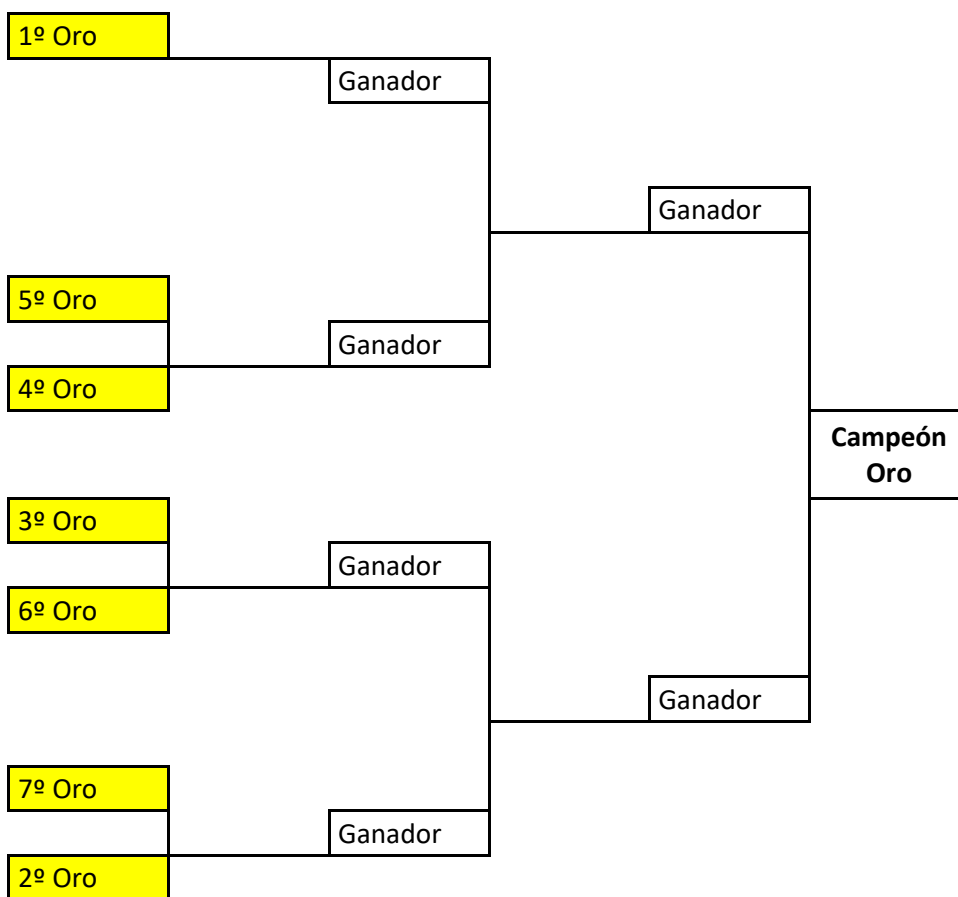 1º Oro
Ganador
Ganador
5º Oro
Ganador
4º Oro
Campeón
Oro
3º Oro
Ganador
6º Oro
Ganador
7º Oro
Ganador
2º Oro